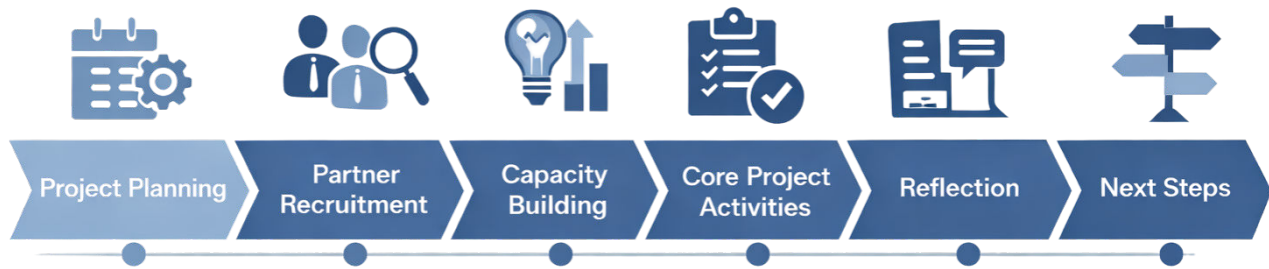 Project Planning
Partner
Recruitment
Capacity
Building
Core Project
Activities
Reflection
Next Steps